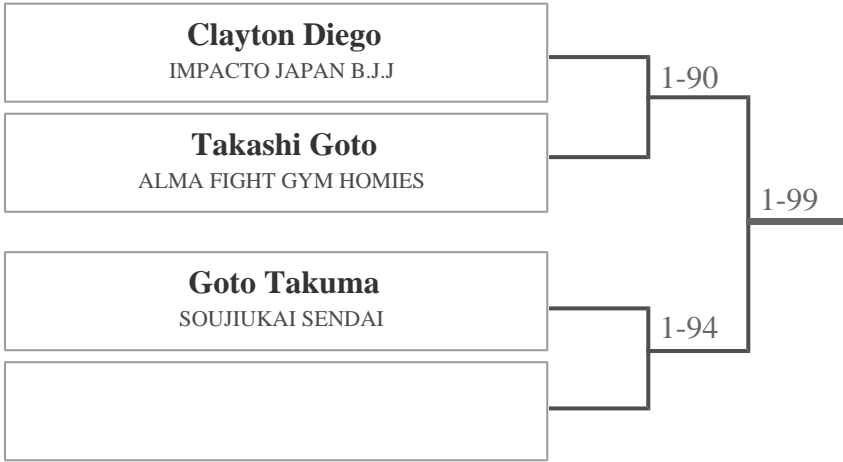 Clayton Diego
IMPACTO JAPAN B.J.J
1-90
Takashi Goto
ALMA FIGHT GYM HOMIES
1-99
Goto Takuma
SOUJIUKAI SENDAI
1-94